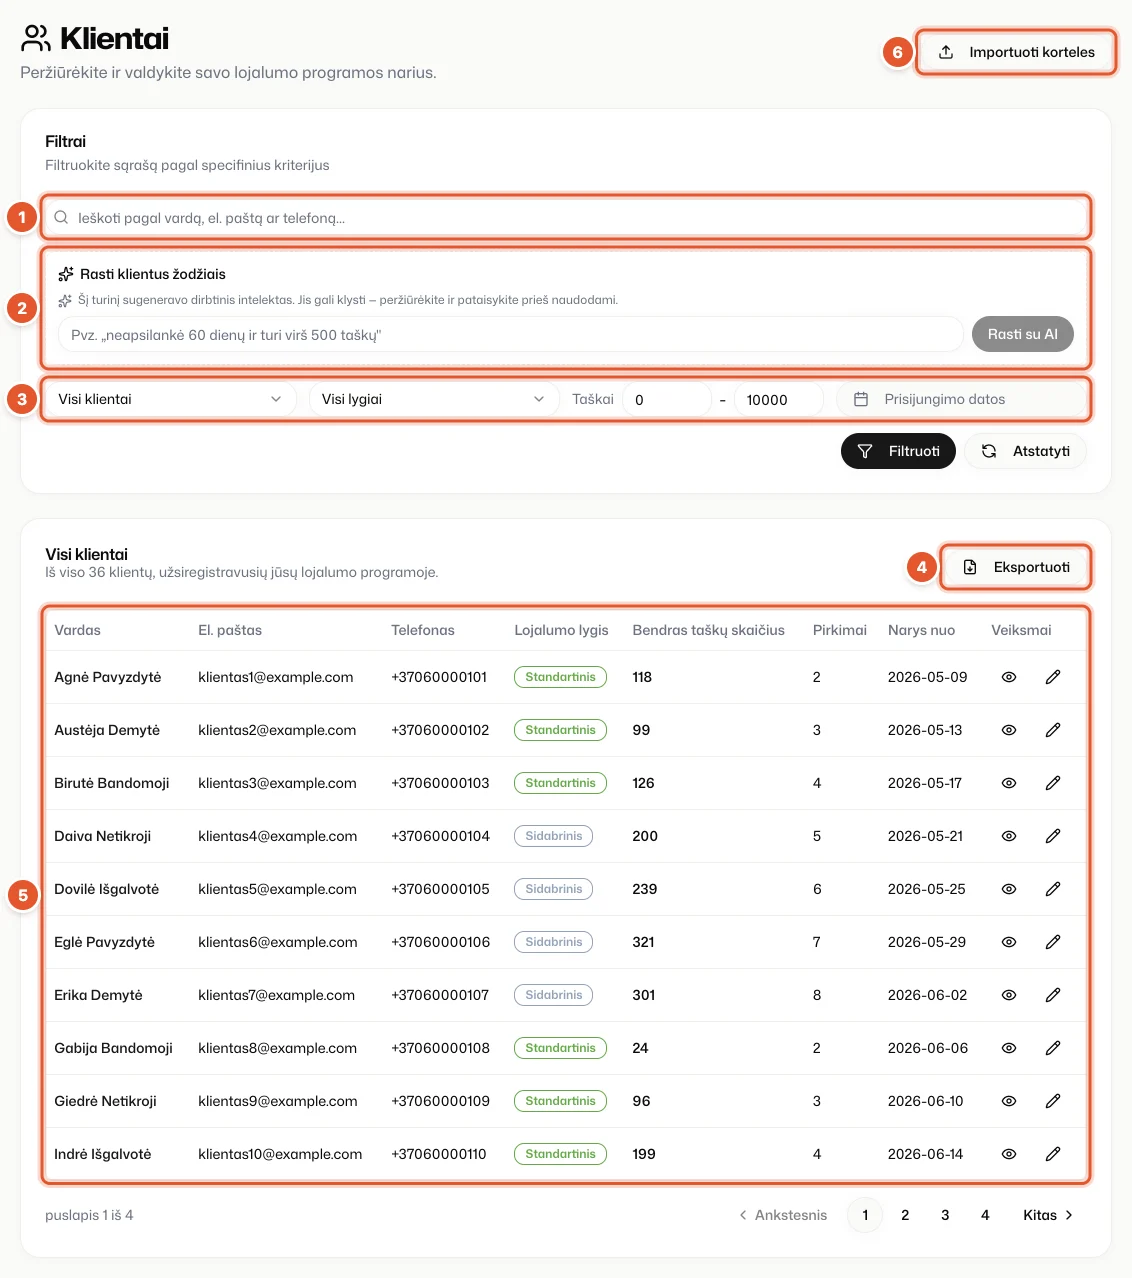 Klientai
Peržiūrėkite ir valdykite savo lojalumo programos narius.
6 Importuoti korteles
Filtrai
Filtruokite sąrašą pagal specifinius kriterijus
1 Ieškoti pagal vardą, el. paštą ar telefoną...
Rasti klientus žodžiais
2 Šį turinį sugeneravo dirbtinis intelektas. Jis gali klysti – peržiūrėkite ir pataisykite prieš naudodami.
Pvz. „neapsilankė 60 dienų ir turi virš 500 taškų" Rasti su AI
3 Visi klientai Visi lygiai Taškai 0 - 10000 Prisijungimo datos
Filtruoti Atstatyti
Visi klientai
Iš viso 36 klientų, užsiregistravusių jūsų lojalumo programoje.
4 Eksportuoti
Vardas El. paštas Telefonas Lojalumo lygis Bendras taškų skaičius Pirkimai Narys nuo Veiksmai
Agnė Pavyzdytė klientas1@example.com +37060000101 Standartinis 118 2 2026-05-09
Austėja Demytė klientas2@example.com +37060000102 Standartinis 99 3 2026-05-13
Birutė Bandomoji klientas3@example.com +37060000103 Standartinis 126 4 2026-05-17
Daiva Netikroji klientas4@example.com +37060000104 Sidabrinis 200 5 2026-05-21
5 Dovilė Išgalvotė klientas5@example.com +37060000105 Sidabrinis 239 6 2026-05-25
Eglė Pavyzdytė klientas6@example.com +37060000106 Sidabrinis 321 7 2026-05-29
Erika Demytė klientas7@example.com +37060000107 Sidabrinis 301 8 2026-06-02
Gabija Bandomoji klientas8@example.com +37060000108 Standartinis 24 2 2026-06-06
Giedrė Netikroji klientas9@example.com +37060000109 Standartinis 96 3 2026-06-10
Indrė Išgalvotė klientas10@example.com +37060000110 Standartinis 199 4 2026-06-14
puslapis 1 iš 4 Ankstesnis 1 2 3 4 Kitas